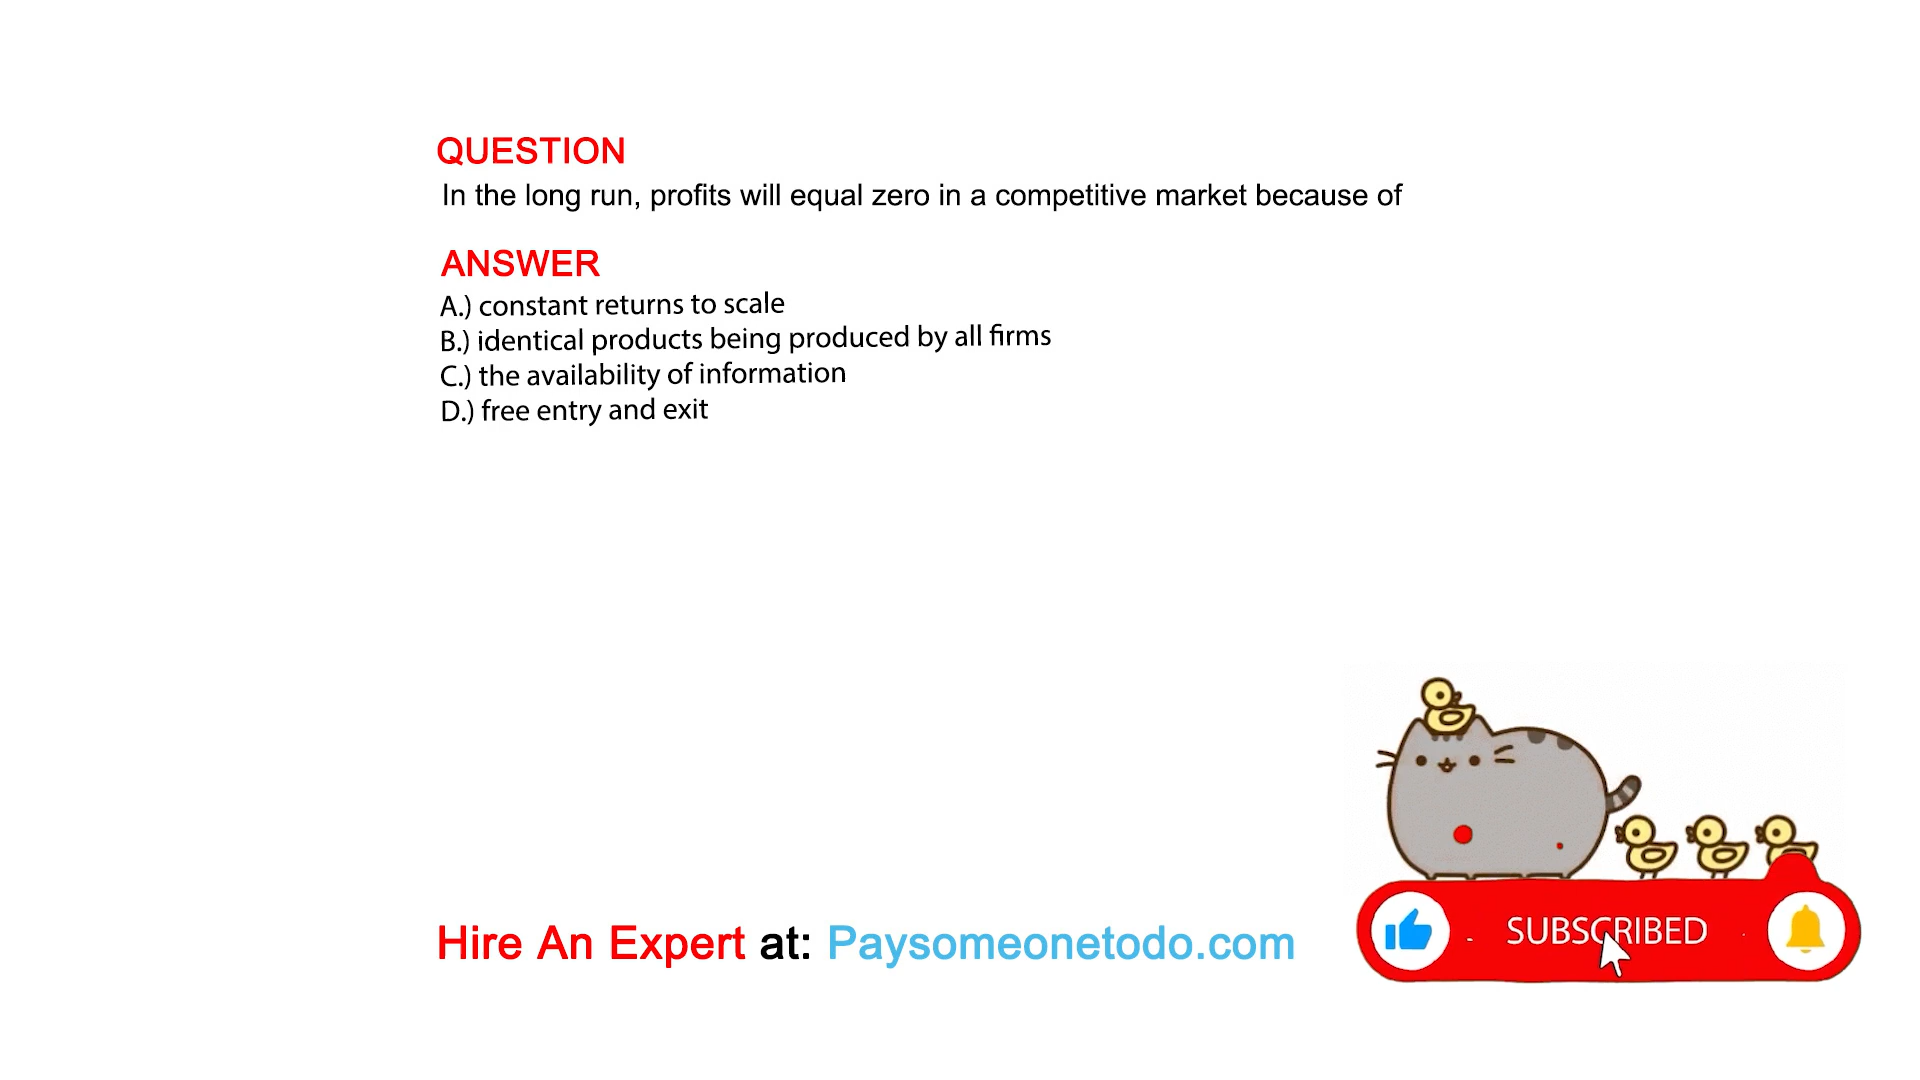 QUESTION
In the long run, profits will equal zero in a competitive market because of
ANSWER
A.) constant returns to scale
B.) identical products being produced by all firms
C.) the availability of information
D.) free entry and exit
Hire An Expert at: Paysomeonetodo.com
SUBSCRIBED